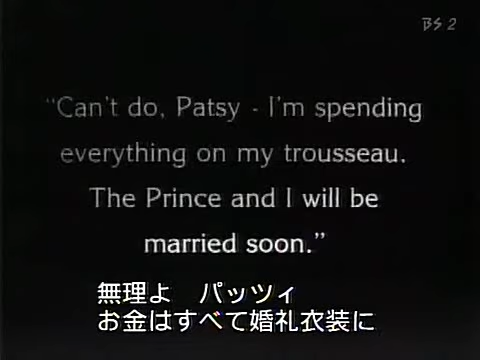 BS 2
"Can't do, Patsy - I'm spending
everything on my trousseau.
The Prince and I will be
married soon."
無理よ　パッツィ
お金はすべて婚礼衣装に